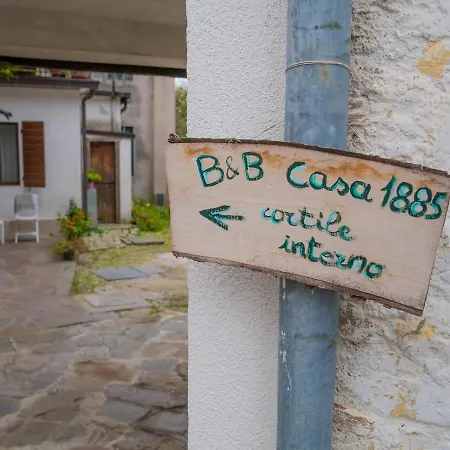 B&B Casa 1885
← cortile
interno